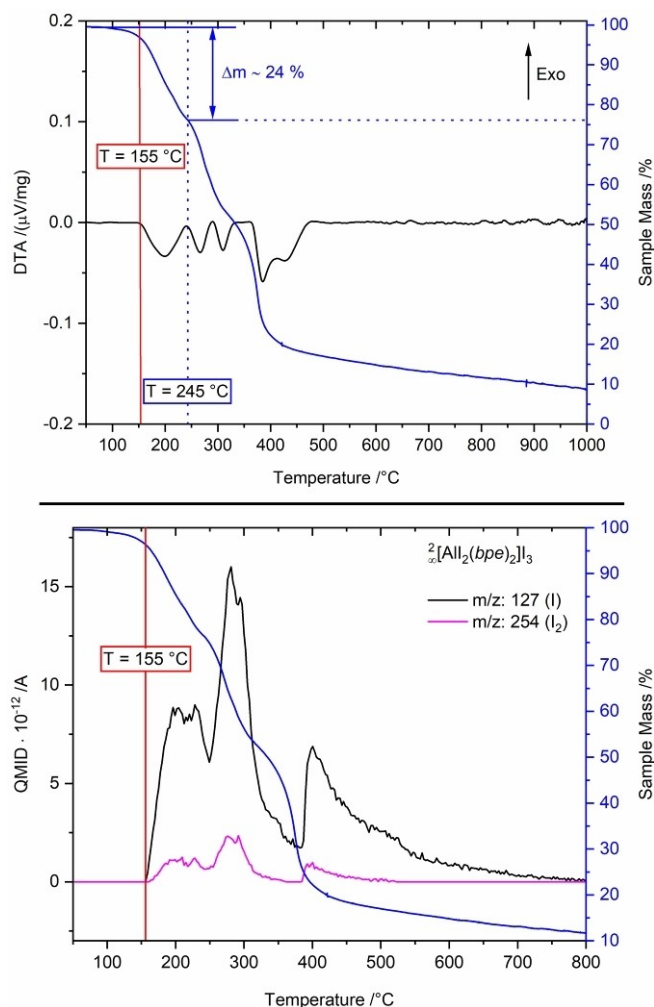 0.2
0.1
0.0
-0.1
-0.2
DTA /(µV/mg)
Δm ~ 24 %
Exo
T = 155 °C
T = 245 °C
100
90
80
70
60
50
40
30
20
10
0
Sample Mass /%
100 200 300 400 500 600 700 800 900 1000
Temperature /°C
15
10
5
0
QMID · 10⁻¹² /A
²∞[AlI₂(bpe)₂]I₃
m/z: 127 (I)
m/z: 254 (I₂)
T = 155 °C
100
90
80
70
60
50
40
30
20
10
Sample Mass /%
100 200 300 400 500 600 700 800
Temperature /°C